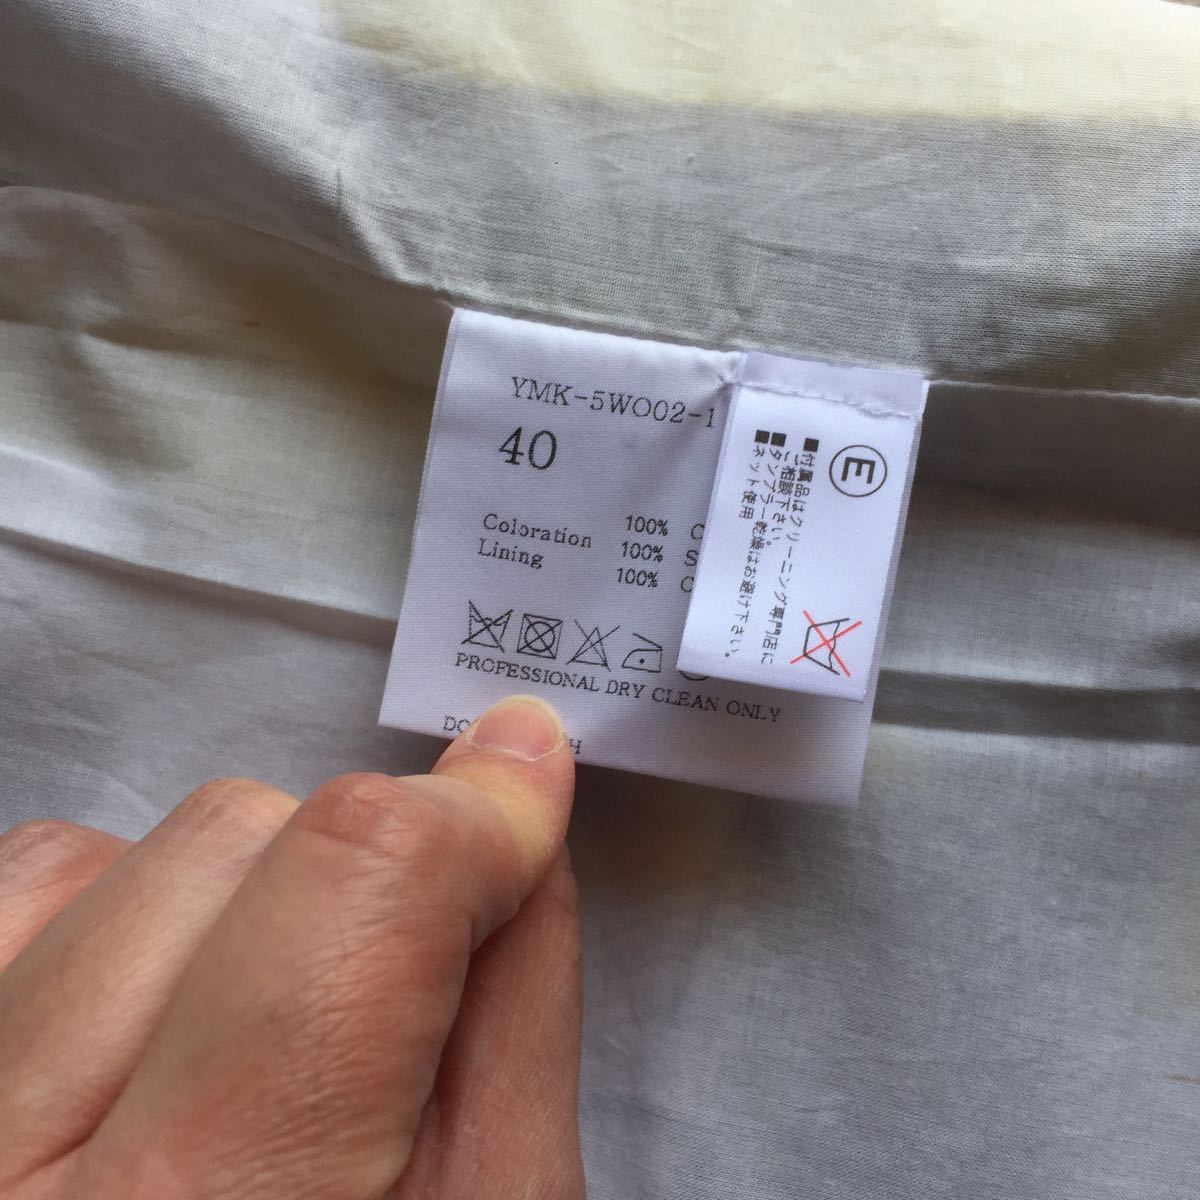 YMK-5WO02-1
40
100% C
Coloration 100% S
Lining 100% C
PROFESSIONAL DRY CLEAN ONLY
E
■付属品はクリーニング専門店に
ご相談下さい。
■タンブラー乾燥はお避け下さい。
■ネット使用